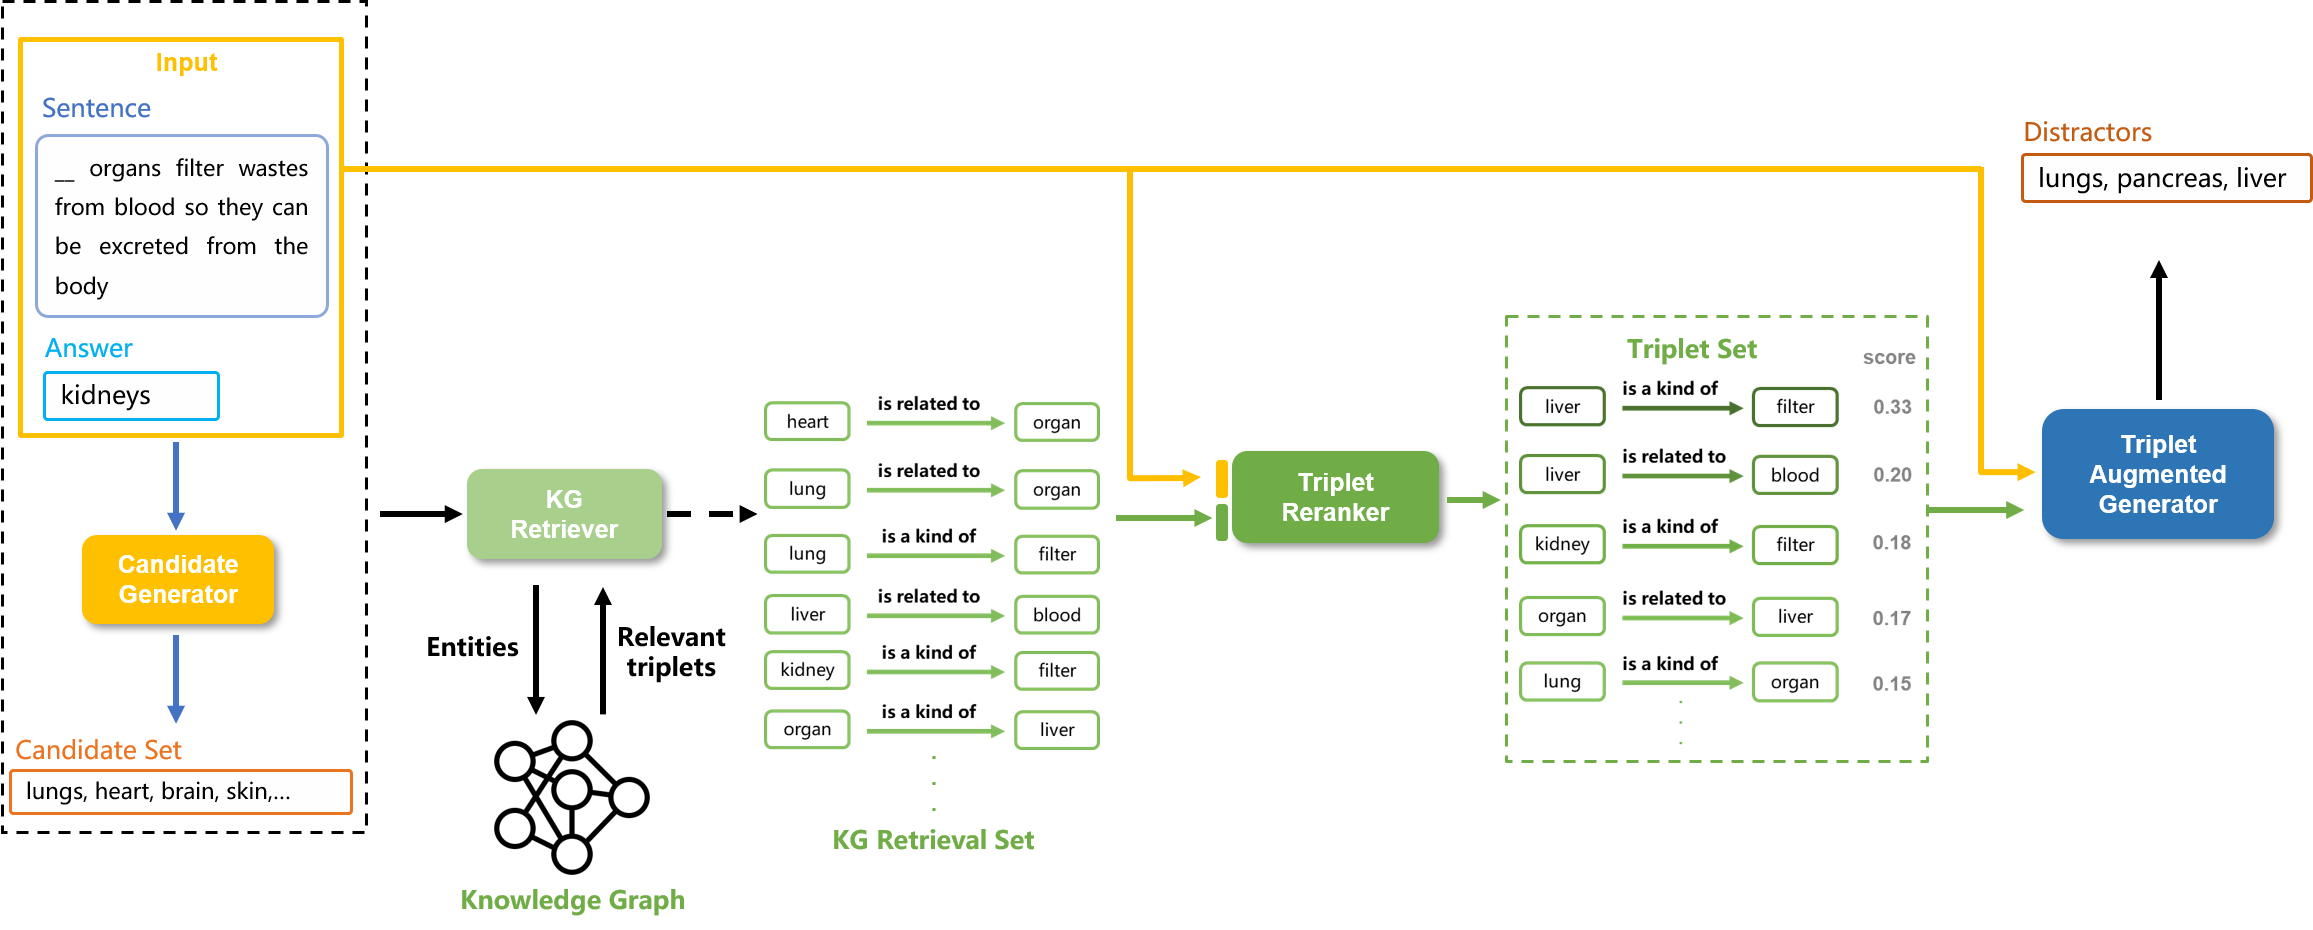 Input
Sentence
__ organs filter wastes
from blood so they can
be excreted from the
body
Answer
kidneys
Candidate
Generator
Candidate Set
lungs, heart, brain, skin,...
KG
Retriever
Entities
Relevant
triplets
Knowledge Graph
heart is related to organ
lung is related to organ
lung is a kind of filter
liver is related to blood
kidney is a kind of filter
organ is a kind of liver
KG Retrieval Set
Triplet
Reranker
Triplet Set score
liver is a kind of filter 0.33
liver is related to blood 0.20
kidney is a kind of filter 0.18
organ is related to liver 0.17
lung is a kind of organ 0.15
Distractors
lungs, pancreas, liver
Triplet
Augmented
Generator